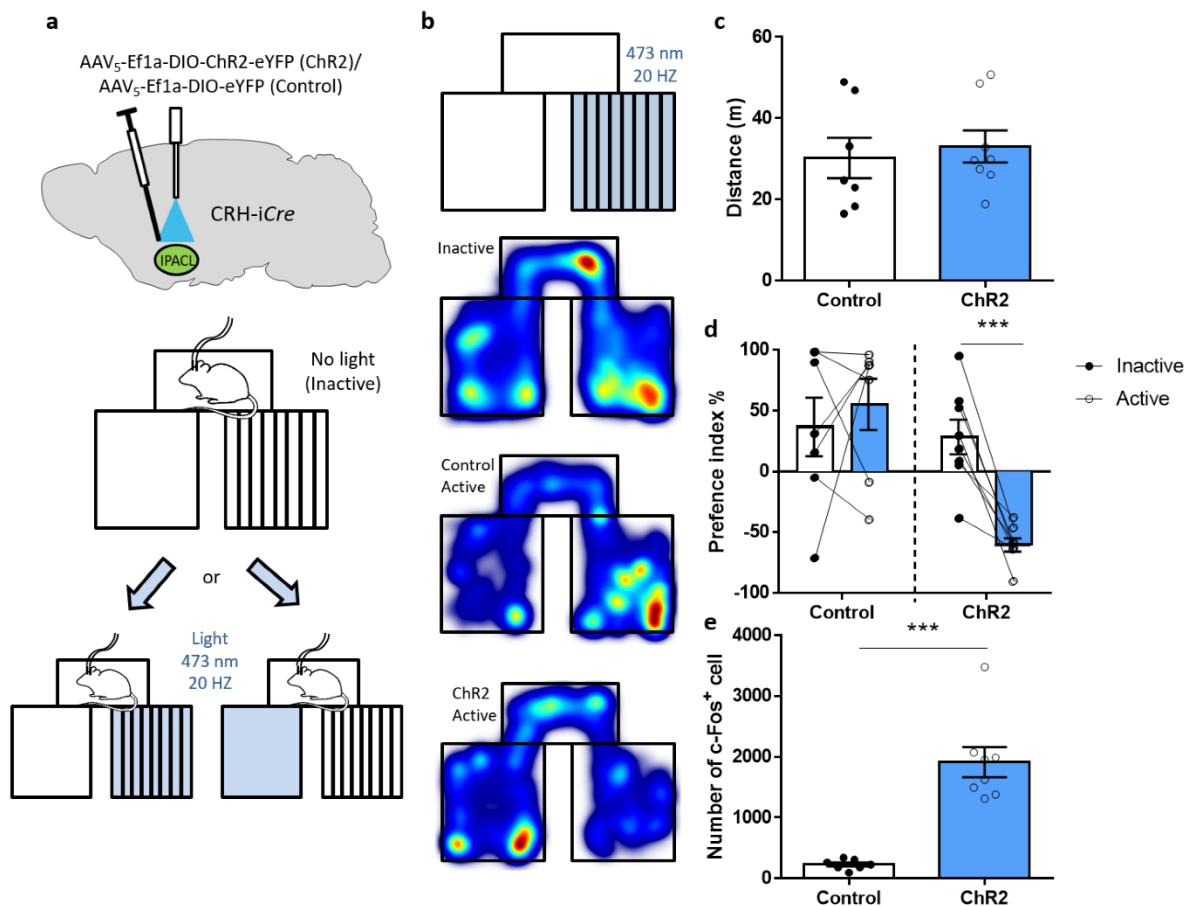 a
AAV5-Ef1a-DIO-ChR2-eYFP (ChR2)/
AAV5-Ef1a-DIO-eYFP (Control)
CRH-iCre
IPACL
No light
(Inactive)
or
Light
473 nm
20 HZ
b
473 nm
20 HZ
Inactive
Control
Active
ChR2
Active
c
60
40
20
0
Distance (m)
Control
ChR2
d
***
100
50
0
-50
-100
Prefence index %
Control
ChR2
Inactive
Active
e
***
4000
3000
2000
1000
0
Number of c-Fos+ cell
Control
ChR2